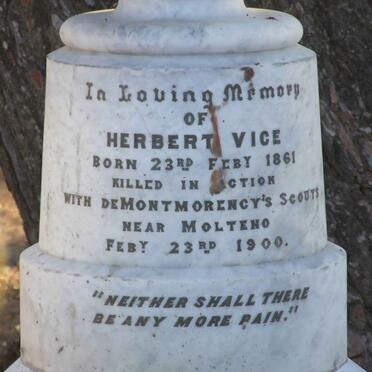 In Loving Memory
OF
HERBERT VICE
BORN 23RD FEBY 1861
KILLED IN ACTION
WITH DEMONTMORENCY'S SCOUTS
NEAR MOLTENO
FEBY 23RD 1900.
"NEITHER SHALL THERE
BE ANY MORE PAIN."